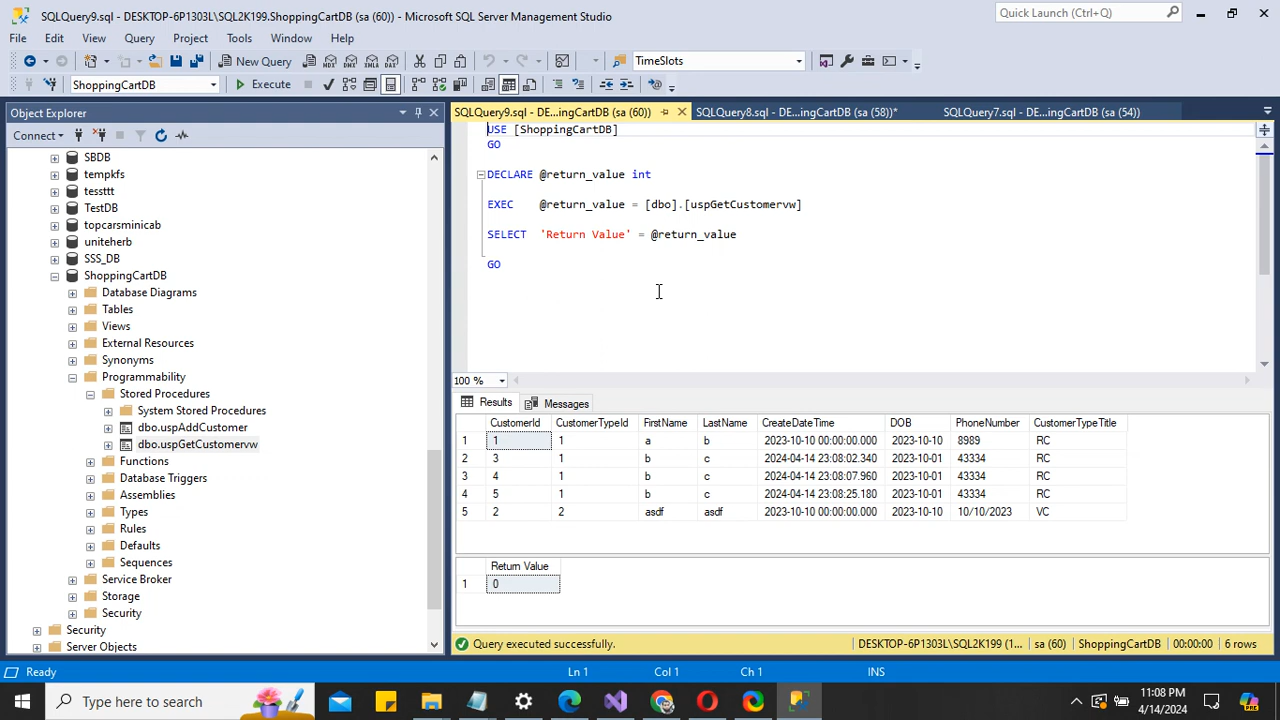 SQLQuery9.sql - DESKTOP-6P1303L\SQL2K199.ShoppingCartDB (sa (60)) - Microsoft SQL Server Management Studio
Quick Launch (Ctrl+Q)
File Edit View Query Project Tools Window Help
New Query
TimeSlots
ShoppingCartDB
Execute
Object Explorer
Connect
SBDB
tempkfs
tessttt
TestDB
topcarsminicab
uniteherb
SSS_DB
ShoppingCartDB
Database Diagrams
Tables
Views
External Resources
Synonyms
Programmability
Stored Procedures
System Stored Procedures
dbo.uspAddCustomer
dbo.uspGetCustomervw
Functions
Database Triggers
Assemblies
Types
Rules
Defaults
Sequences
Service Broker
Storage
Security
Security
Server Objects
SQLQuery9.sql - DE...ingCartDB (sa (60)) SQLQuery8.sql - DE...ingCartDB (sa (58))* SQLQuery7.sql - DE...ingCartDB (sa (54))
USE [ShoppingCartDB]
GO
DECLARE @return_value int
EXEC @return_value = [dbo].[uspGetCustomervw]
SELECT 'Return Value' = @return_value
GO
100 %
Results Messages
CustomerId CustomerTypeId FirstName LastName CreateDateTime DOB PhoneNumber CustomerTypeTitle
1 1 1 a b 2023-10-10 00:00:00.000 2023-10-10 8989 RC
2 3 1 b c 2024-04-14 23:08:02.340 2023-10-01 43334 RC
3 4 1 b c 2024-04-14 23:08:07.960 2023-10-01 43334 RC
4 5 1 b c 2024-04-14 23:08:25.180 2023-10-01 43334 RC
5 2 2 asdf asdf 2023-10-10 00:00:00.000 2023-10-10 10/10/2023 VC
Return Value
1 0
Query executed successfully. DESKTOP-6P1303L\SQL2K199 (1... sa (60) ShoppingCartDB 00:00:00 6 rows
Ready Ln 1 Col 1 Ch 1 INS
Type here to search
11:08 PM
4/14/2024